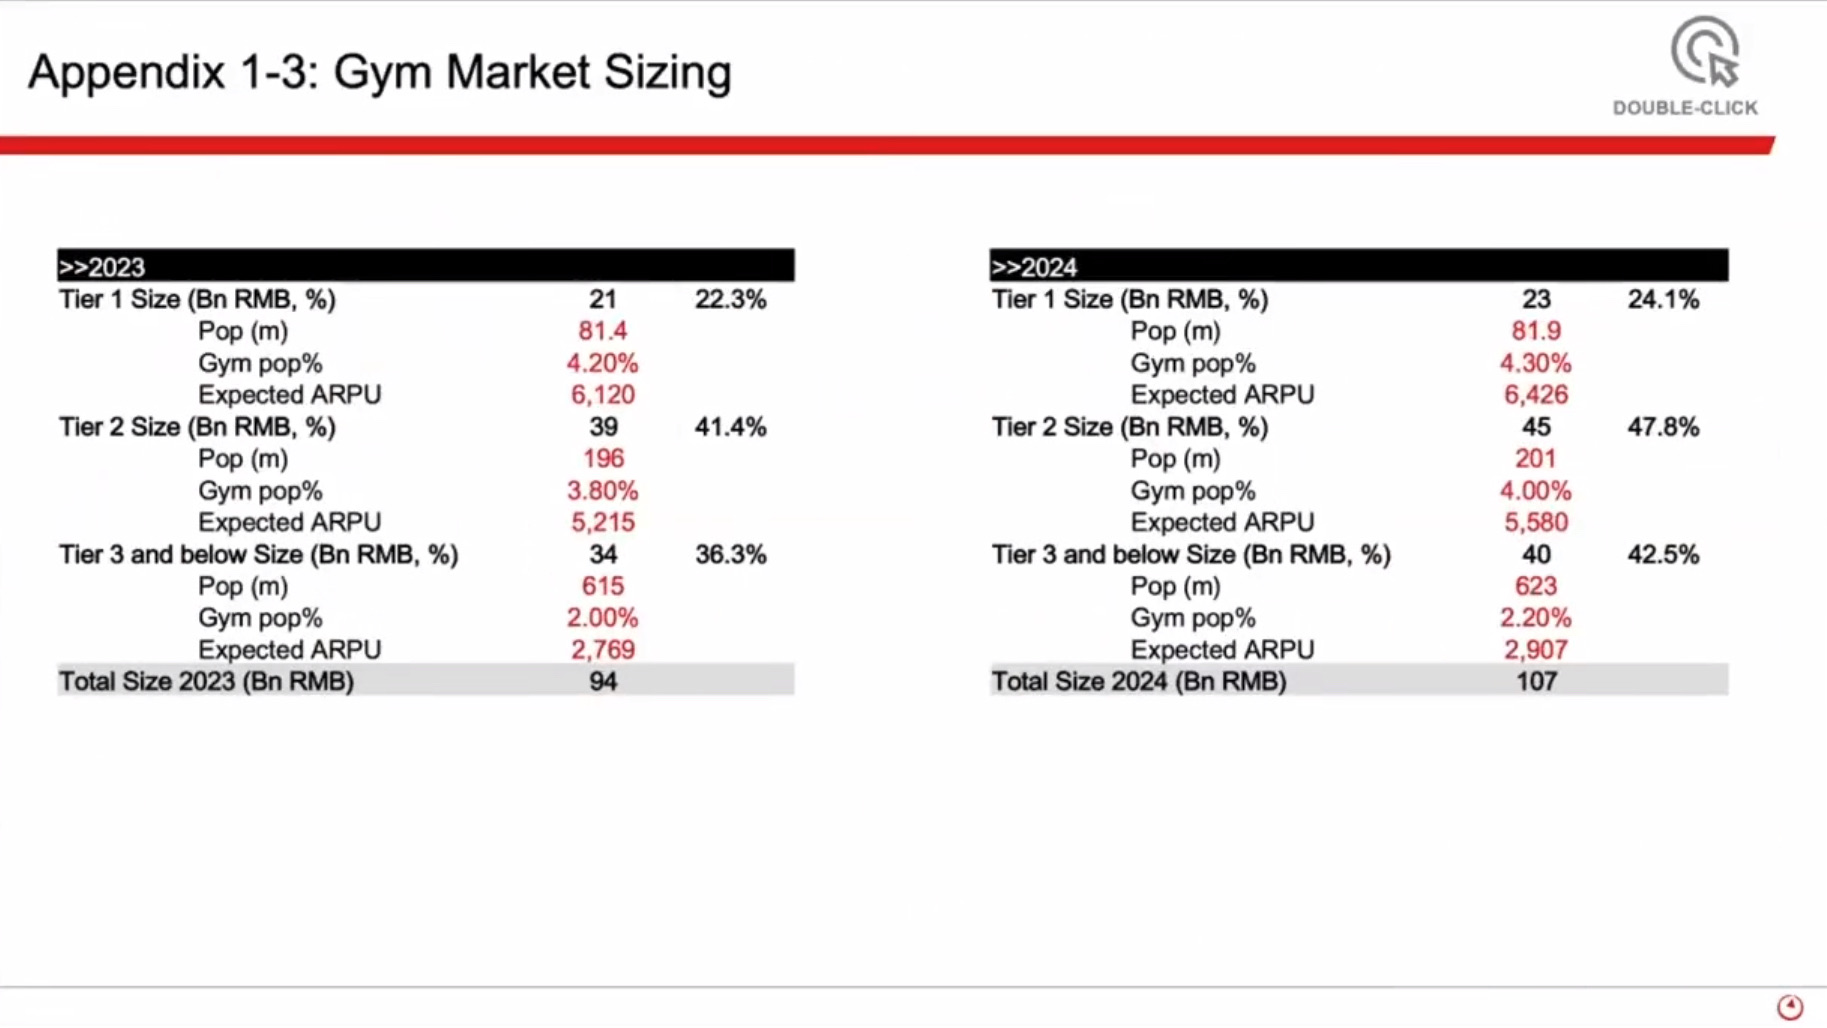 Appendix 1-3: Gym Market Sizing
DOUBLE-CLICK
>>2023
Tier 1 Size (Bn RMB, %) 21 22.3%
Pop (m) 81.4
Gym pop% 4.20%
Expected ARPU 6,120
Tier 2 Size (Bn RMB, %) 39 41.4%
Pop (m) 196
Gym pop% 3.80%
Expected ARPU 5,215
Tier 3 and below Size (Bn RMB, %) 34 36.3%
Pop (m) 615
Gym pop% 2.00%
Expected ARPU 2,769
Total Size 2023 (Bn RMB) 94
>>2024
Tier 1 Size (Bn RMB, %) 23 24.1%
Pop (m) 81.9
Gym pop% 4.30%
Expected ARPU 6,426
Tier 2 Size (Bn RMB, %) 45 47.8%
Pop (m) 201
Gym pop% 4.00%
Expected ARPU 5,580
Tier 3 and below Size (Bn RMB, %) 40 42.5%
Pop (m) 623
Gym pop% 2.20%
Expected ARPU 2,907
Total Size 2024 (Bn RMB) 107